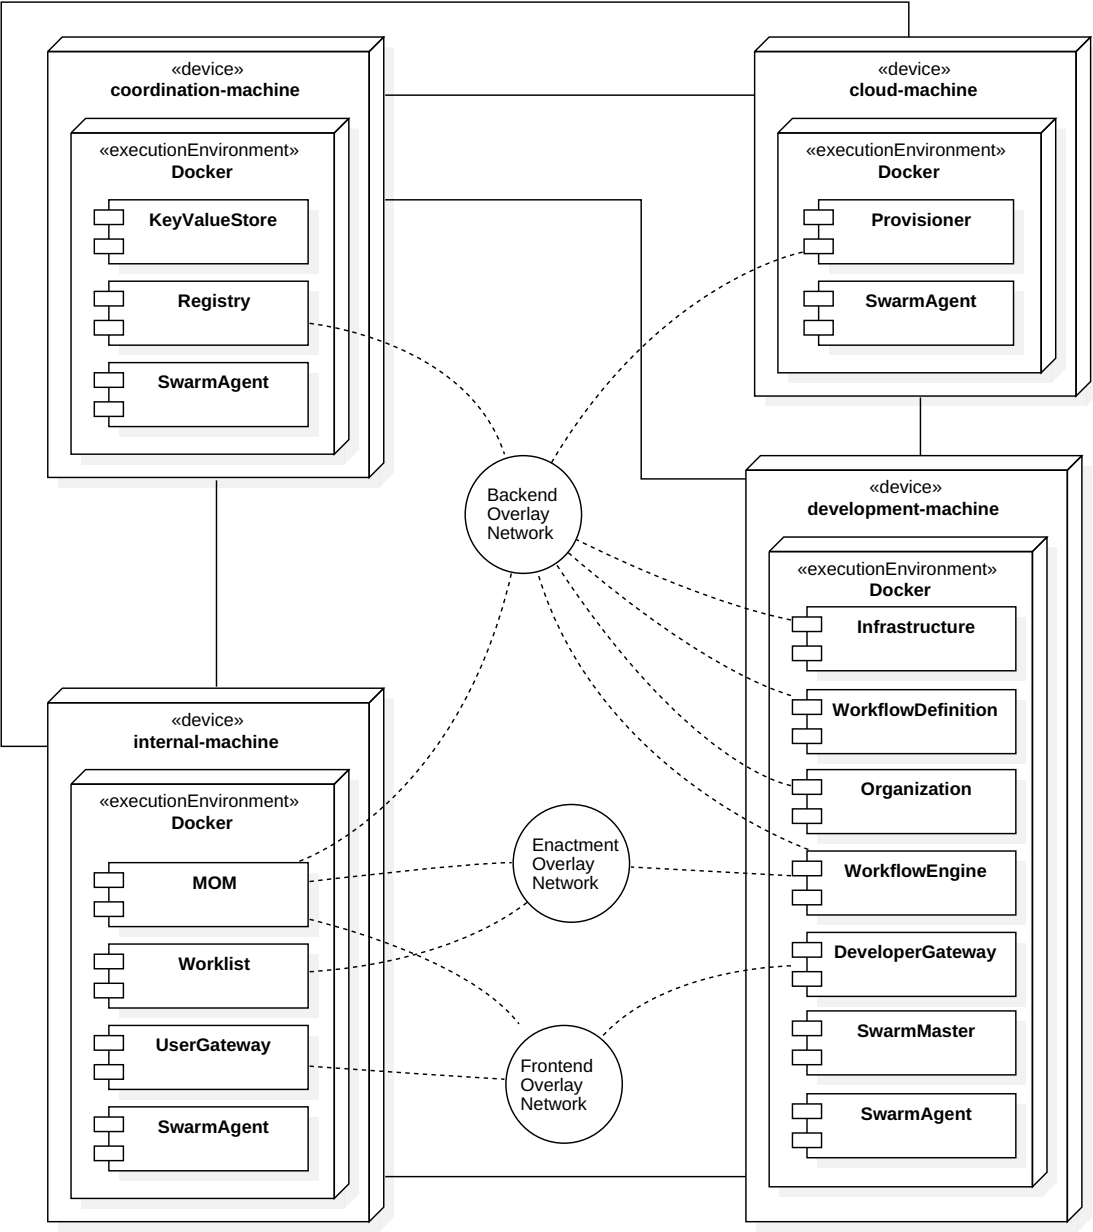 «device»
coordination-machine
«executionEnvironment»
Docker
KeyValueStore
Registry
SwarmAgent
«device»
cloud-machine
«executionEnvironment»
Docker
Provisioner
SwarmAgent
Backend
Overlay
Network
«device»
development-machine
«executionEnvironment»
Docker
Infrastructure
WorkflowDefinition
Organization
WorkflowEngine
DeveloperGateway
SwarmMaster
SwarmAgent
«device»
internal-machine
«executionEnvironment»
Docker
MOM
Worklist
UserGateway
SwarmAgent
Enactment
Overlay
Network
Frontend
Overlay
Network